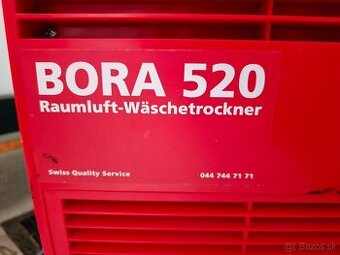 BORA 520
Raumluft-Wäschetrockner
Swiss Quality Service 044 744 71 71
Bazos.sk